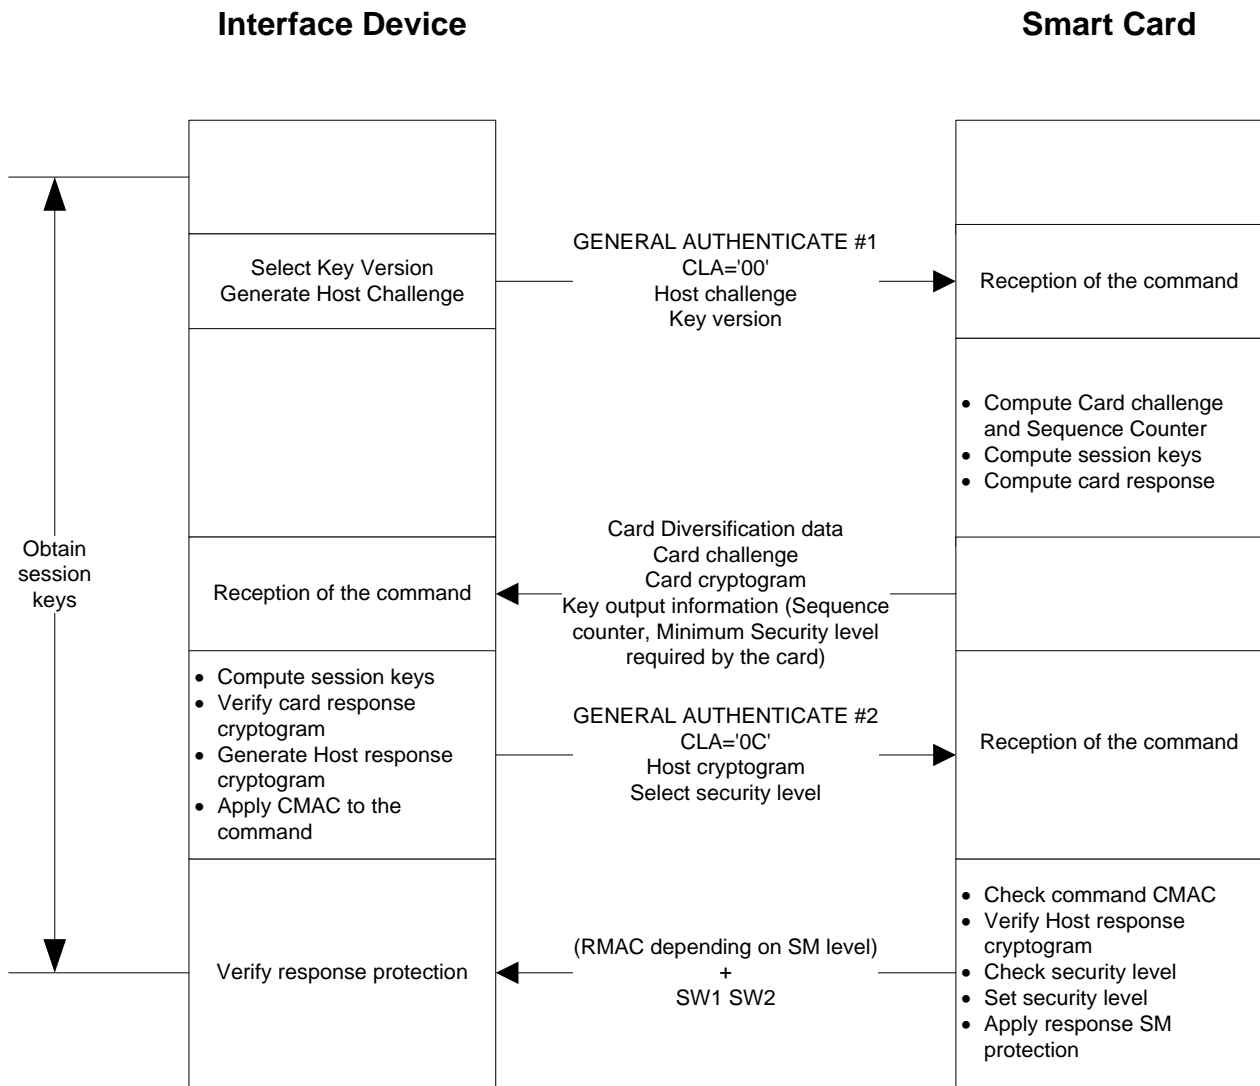 Interface Device
Smart Card
Select Key Version
Generate Host Challenge
GENERAL AUTHENTICATE #1
CLA='00'
Host challenge
Key version
Reception of the command
• Compute Card challenge
and Sequence Counter
• Compute session keys
• Compute card response
Obtain
session
keys
Reception of the command
Card Diversification data
Card challenge
Card cryptogram
Key output information (Sequence
counter, Minimum Security level
required by the card)
• Compute session keys
• Verify card response
cryptogram
• Generate Host response
cryptogram
• Apply CMAC to the
command
GENERAL AUTHENTICATE #2
CLA='0C'
Host cryptogram
Select security level
Reception of the command
Verify response protection
(RMAC depending on SM level)
+
SW1 SW2
• Check command CMAC
• Verify Host response
cryptogram
• Check security level
• Set security level
• Apply response SM
protection